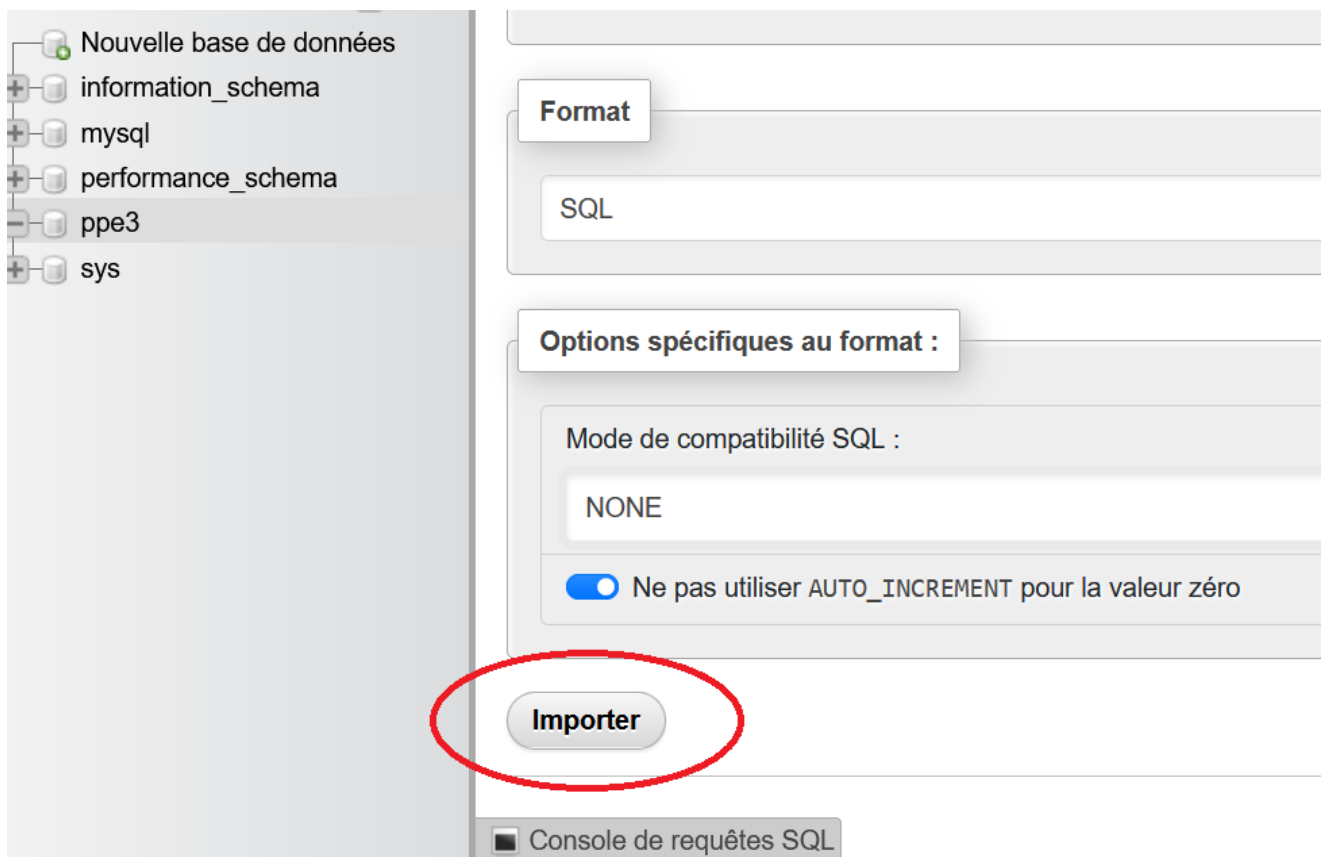 Nouvelle base de données
information_schema
mysql
performance_schema
ppe3
sys
Format
SQL
Options spécifiques au format :
Mode de compatibilité SQL :
NONE
Ne pas utiliser AUTO_INCREMENT pour la valeur zéro
Importer
Console de requêtes SQL